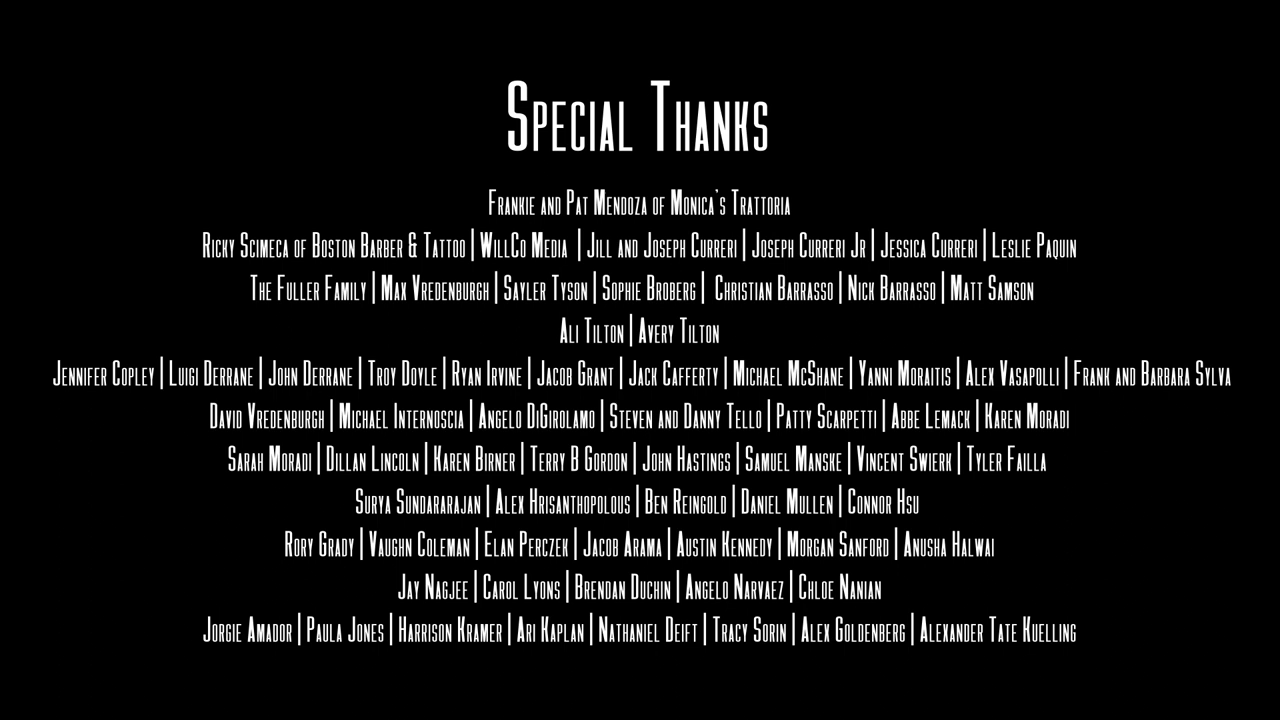 Special Thanks
Frankie and Pat Mendoza of Monica's Trattoria
Ricky Scimeca of Boston Barber & Tattoo | WillCo Media | Jill and Joseph Curreri | Joseph Curreri Jr | Jessica Curreri | Leslie Paquin
The Fuller Family | Max Vredenburgh | Sayler Tyson | Sophie Broberg | Christian Barrasso | Nick Barrasso | Matt Samson
Ali Tilton | Avery Tilton
Jennifer Copley | Luigi Derrane | John Derrane | Troy Doyle | Ryan Irvine | Jacob Grant | Jack Cafferty | Michael McShane | Yanni Moraitis | Alex Vasapolli | Frank and Barbara Sylva
David Vredenburgh | Michael Internoscia | Angelo DiGirolamo | Steven and Danny Tello | Patty Scarpetti | Abbe Lemack | Karen Moradi
Sarah Moradi | Dillan Lincoln | Karen Birner | Terry B Gordon | John Hastings | Samuel Manske | Vincent Swierk | Tyler Failla
Surya Sundararajan | Alex Hrisanthopolous | Ben Reingold | Daniel Mullen | Connor Hsu
Rory Grady | Vaughn Coleman | Elan Perczek | Jacob Arama | Austin Kennedy | Morgan Sanford | Anusha Halwai
Jay Nagjee | Carol Lyons | Brendan Duchin | Angelo Narvaez | Chloe Nanian
Jorgie Amador | Paula Jones | Harrison Kramer | Ari Kaplan | Nathaniel Deift | Tracy Sorin | Alex Goldenberg | Alexander Tate Kuelling